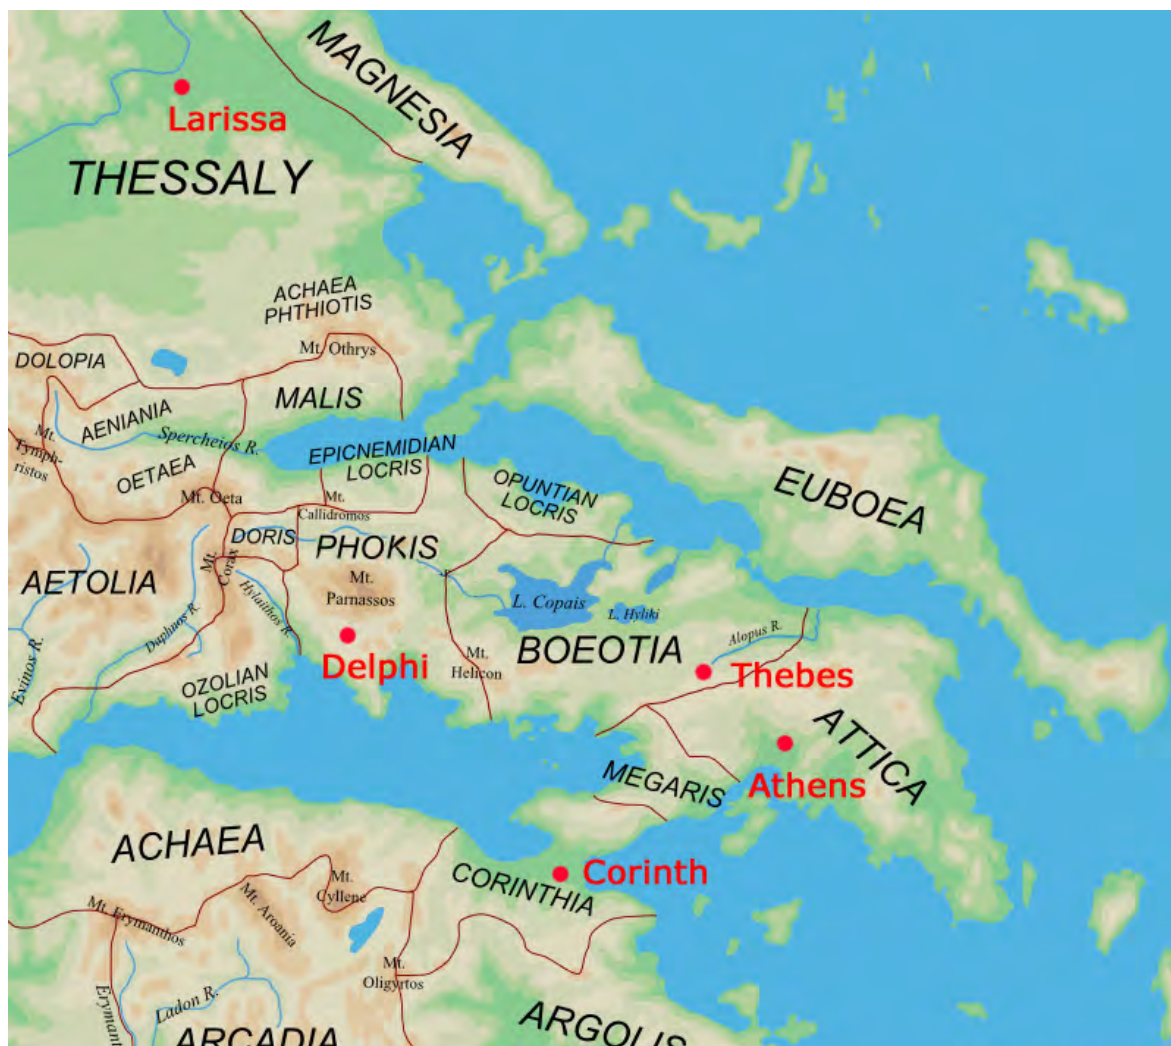 MAGNESIA
Larissa
THESSALY
ACHAEA
PHTHIOTIS
Mt. Othrys
DOLOPIA
MALIS
AENIANIA
Spercheios R.
Mt.
Tymph-
ristos
OETAEA
EPICNEMIDIAN
LOCRIS
OPUNTIAN
LOCRIS
EUBOEA
Mt. Oeta
Mt.
Callidromos
DORIS
PHOKIS
Mt.
Corax
AETOLIA
Mt.
Parnassos
Hylaithos R.
L. Copais
L. Hyliki
Daphnos R.
Evinos R.
Delphi
Mt.
Helicon
BOEOTIA
Alopus R.
Thebes
OZOLIAN
LOCRIS
ATTICA
Athens
MEGARIS
ACHAEA
Corinth
CORINTHIA
Mt.
Cyllene
Mt. Aroania
Mt. Erymanthos
Mt.
Oligyrtos
Ladon R.
Erymant
ARCADIA
ARGOLIS